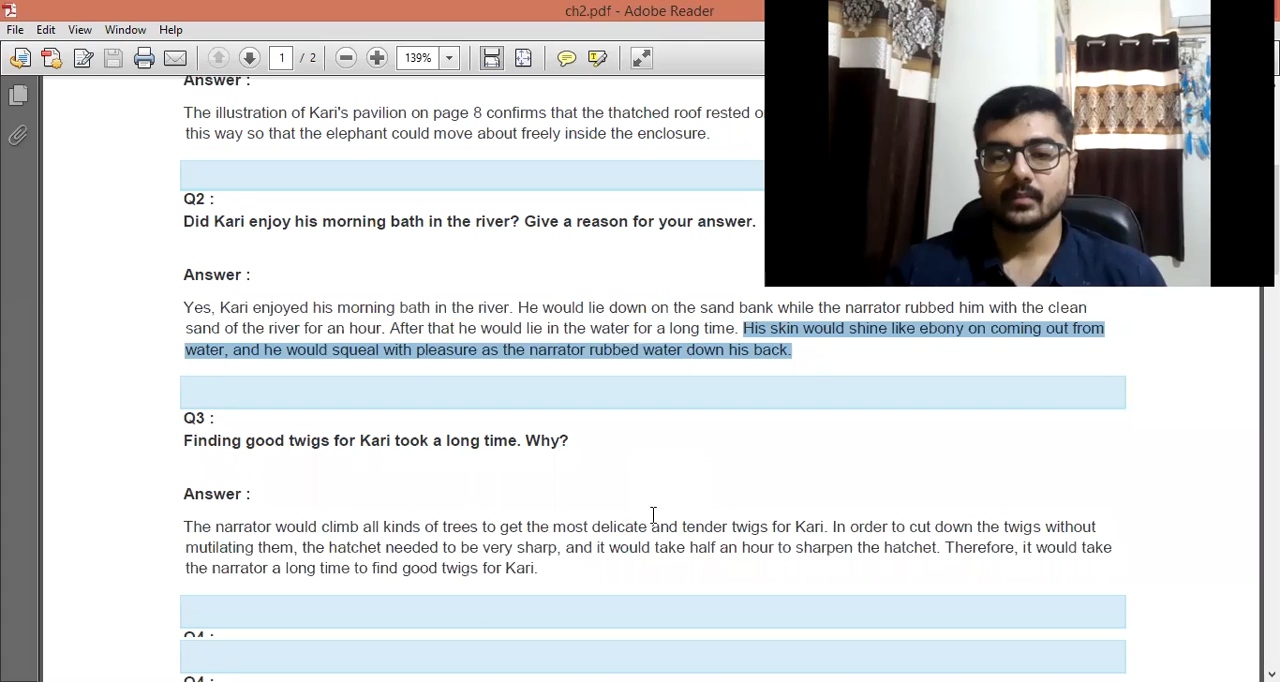 ch2.pdf - Adobe Reader
File Edit View Window Help
1 / 2 139%
Answer :
The illustration of Kari's pavilion on page 8 confirms that the thatched roof rested
this way so that the elephant could move about freely inside the enclosure.
Q2 :
Did Kari enjoy his morning bath in the river? Give a reason for your answer.
Answer :
Yes, Kari enjoyed his morning bath in the river. He would lie down on the sand bank while the narrator rubbed him with the clean
sand of the river for an hour. After that he would lie in the water for a long time. His skin would shine like ebony on coming out from
water, and he would squeal with pleasure as the narrator rubbed water down his back.
Q3 :
Finding good twigs for Kari took a long time. Why?
Answer :
The narrator would climb all kinds of trees to get the most delicate and tender twigs for Kari. In order to cut down the twigs without
mutilating them, the hatchet needed to be very sharp, and it would take half an hour to sharpen the hatchet. Therefore, it would take
the narrator a long time to find good twigs for Kari.
Q4 :
Q4 :